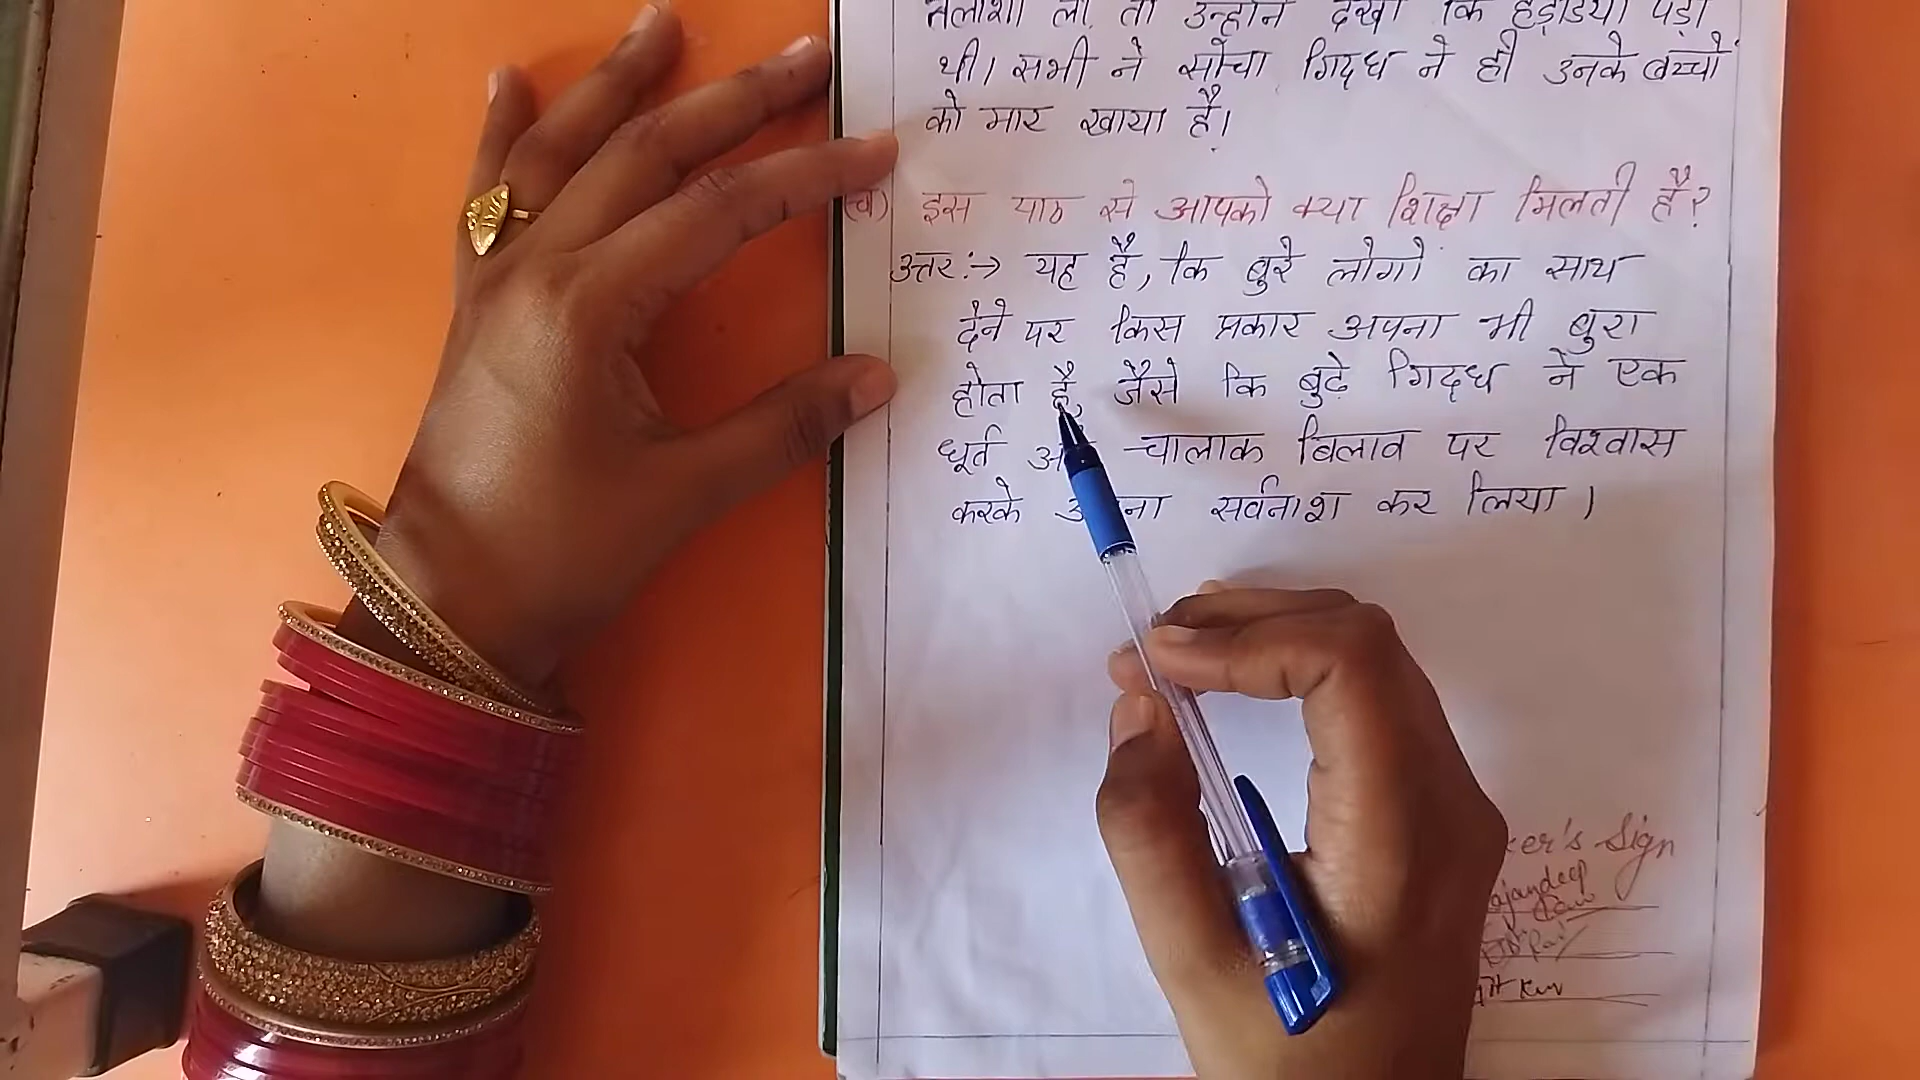 तलाशी ली तो उन्होंने देखा कि हड्डियाँ पड़ी
थी। सभी ने सोचा गिद्ध ने ही उनके बच्चों
को मार खाया है।
इस पाठ से आपको क्या शिक्षा मिलती है?
उत्तर:→ यह है, कि बुरे लोगों का साथ
देने पर किस प्रकार अपना भी बुरा
होता है, जैसे कि बुढ़े गिद्ध ने एक
धूर्त चालाक बिलाव पर विश्वास
करके सर्वनाश कर लिया।
Sign